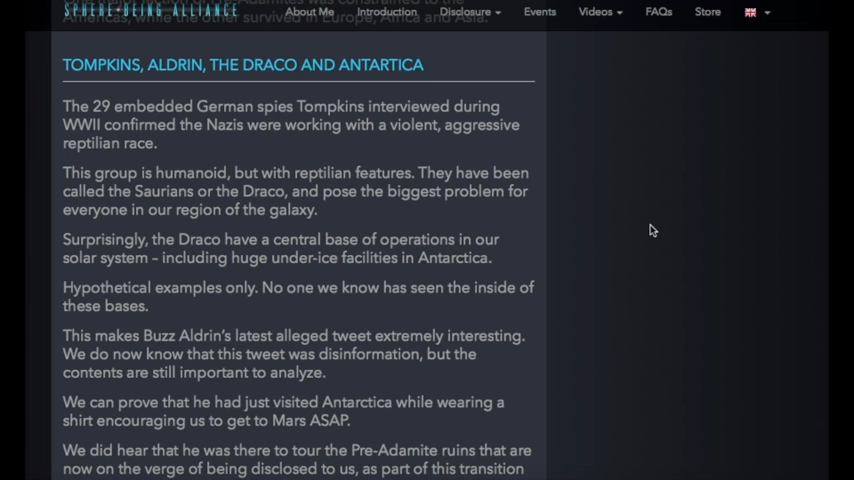 SPHERE BEING ALLIANCE
About Me
Introduction
Disclosure
Events
Videos
FAQs
Store
Americas, while the other survived in Europe, Africa and Asia.
TOMPKINS, ALDRIN, THE DRACO AND ANTARTICA
The 29 embedded German spies Tompkins interviewed during
WWII confirmed the Nazis were working with a violent, aggressive
reptilian race.
This group is humanoid, but with reptilian features. They have been
called the Saurians or the Draco, and pose the biggest problem for
everyone in our region of the galaxy.
Surprisingly, the Draco have a central base of operations in our
solar system – including huge under-ice facilities in Antarctica.
Hypothetical examples only. No one we know has seen the inside of
these bases.
This makes Buzz Aldrin's latest alleged tweet extremely interesting.
We do now know that this tweet was disinformation, but the
contents are still important to analyze.
We can prove that he had just visited Antarctica while wearing a
shirt encouraging us to get to Mars ASAP.
We did hear that he was there to tour the Pre-Adamite ruins that are
now on the verge of being disclosed to us, as part of this transition